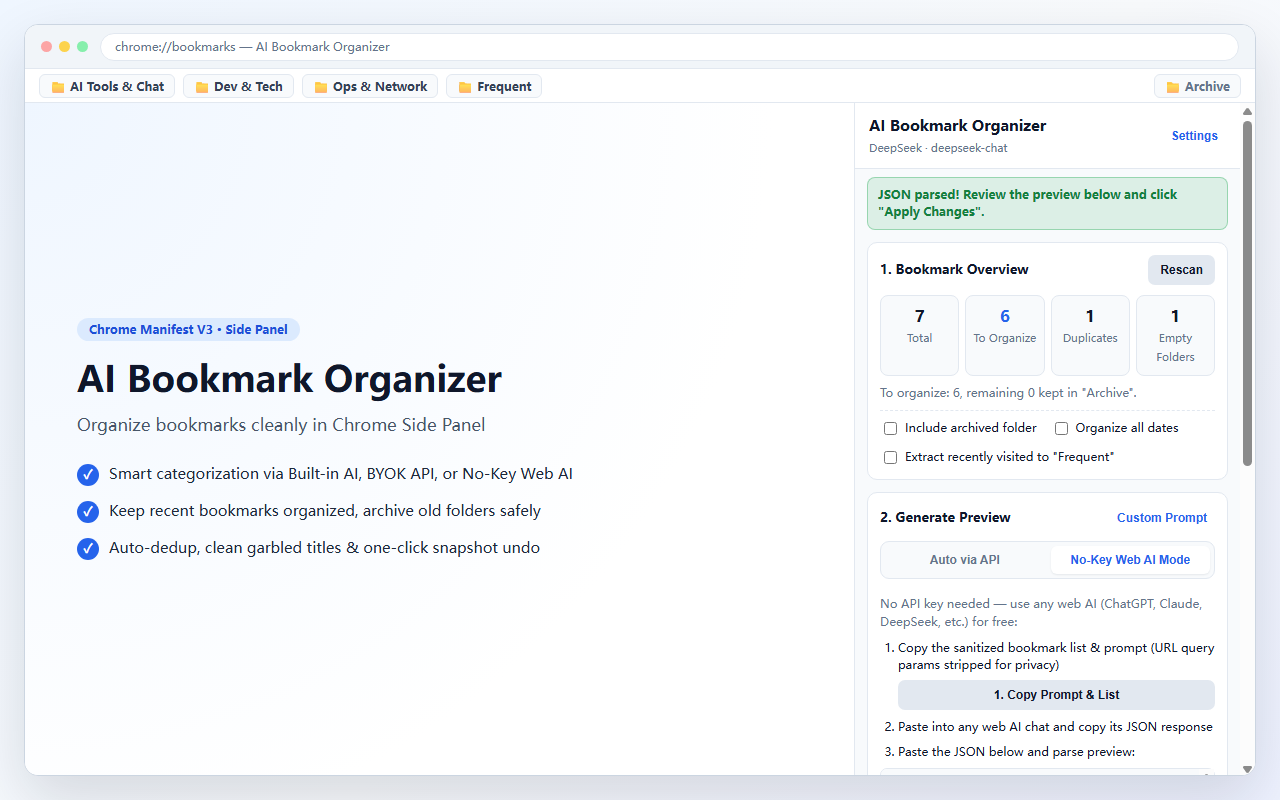 chrome://bookmarks — AI Bookmark Organizer
AI Tools & Chat
Dev & Tech
Ops & Network
Frequent
Archive
Chrome Manifest V3 • Side Panel
AI Bookmark Organizer
Organize bookmarks cleanly in Chrome Side Panel
Smart categorization via Built-in AI, BYOK API, or No-Key Web AI
Keep recent bookmarks organized, archive old folders safely
Auto-dedup, clean garbled titles & one-click snapshot undo
AI Bookmark Organizer
DeepSeek · deepseek-chat
Settings
JSON parsed! Review the preview below and click
"Apply Changes".
1. Bookmark Overview
Rescan
7
Total
6
To Organize
1
Duplicates
1
Empty
Folders
To organize: 6, remaining 0 kept in "Archive".
Include archived folder
Organize all dates
Extract recently visited to "Frequent"
2. Generate Preview
Custom Prompt
Auto via API
No-Key Web AI Mode
No API key needed — use any web AI (ChatGPT, Claude,
DeepSeek, etc.) for free:
1. Copy the sanitized bookmark list & prompt (URL query
params stripped for privacy)
1. Copy Prompt & List
2. Paste into any web AI chat and copy its JSON response
3. Paste the JSON below and parse preview: